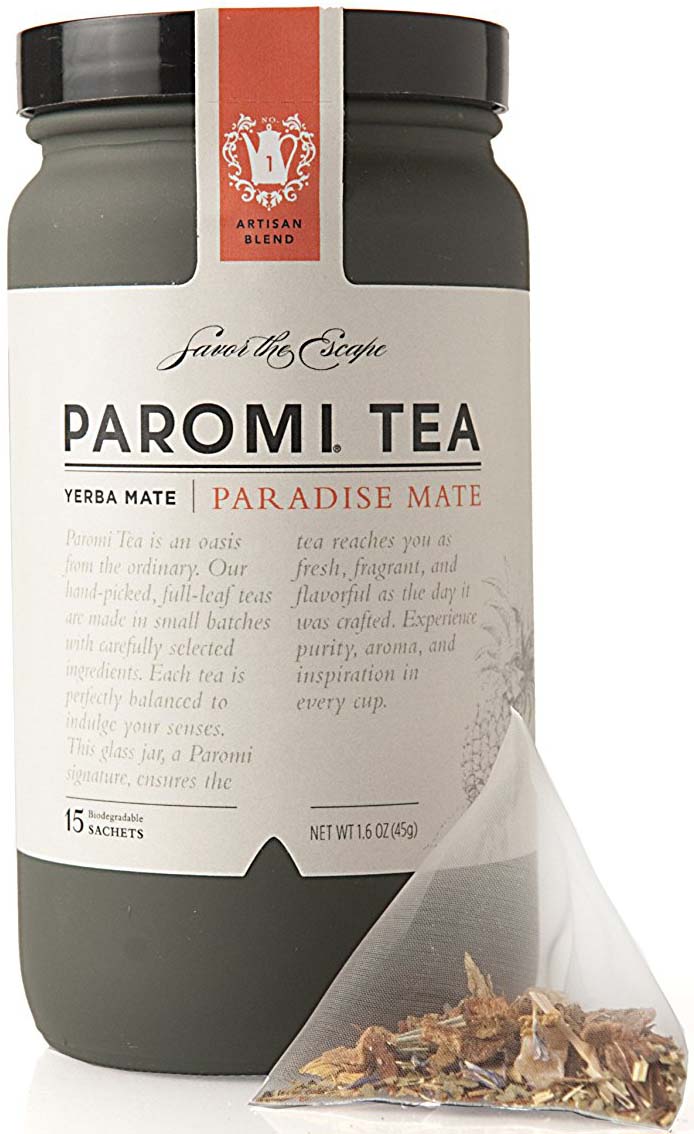 NO.
1
ARTISAN
BLEND
Savor the Escape
PAROMI® TEA
YERBA MATE | PARADISE MATE
Paromi Tea is an oasis
from the ordinary. Our
hand-picked, full-leaf teas
are made in small batches
with carefully selected
ingredients. Each tea is
perfectly balanced to
indulge your senses.
This glass jar, a Paromi
signature, ensures the
tea reaches you as
fresh, fragrant, and
flavorful as the day it
was crafted. Experience
purity, aroma, and
inspiration in
every cup.
15 Biodegradable
SACHETS
NET WT 1.6 OZ (45g)